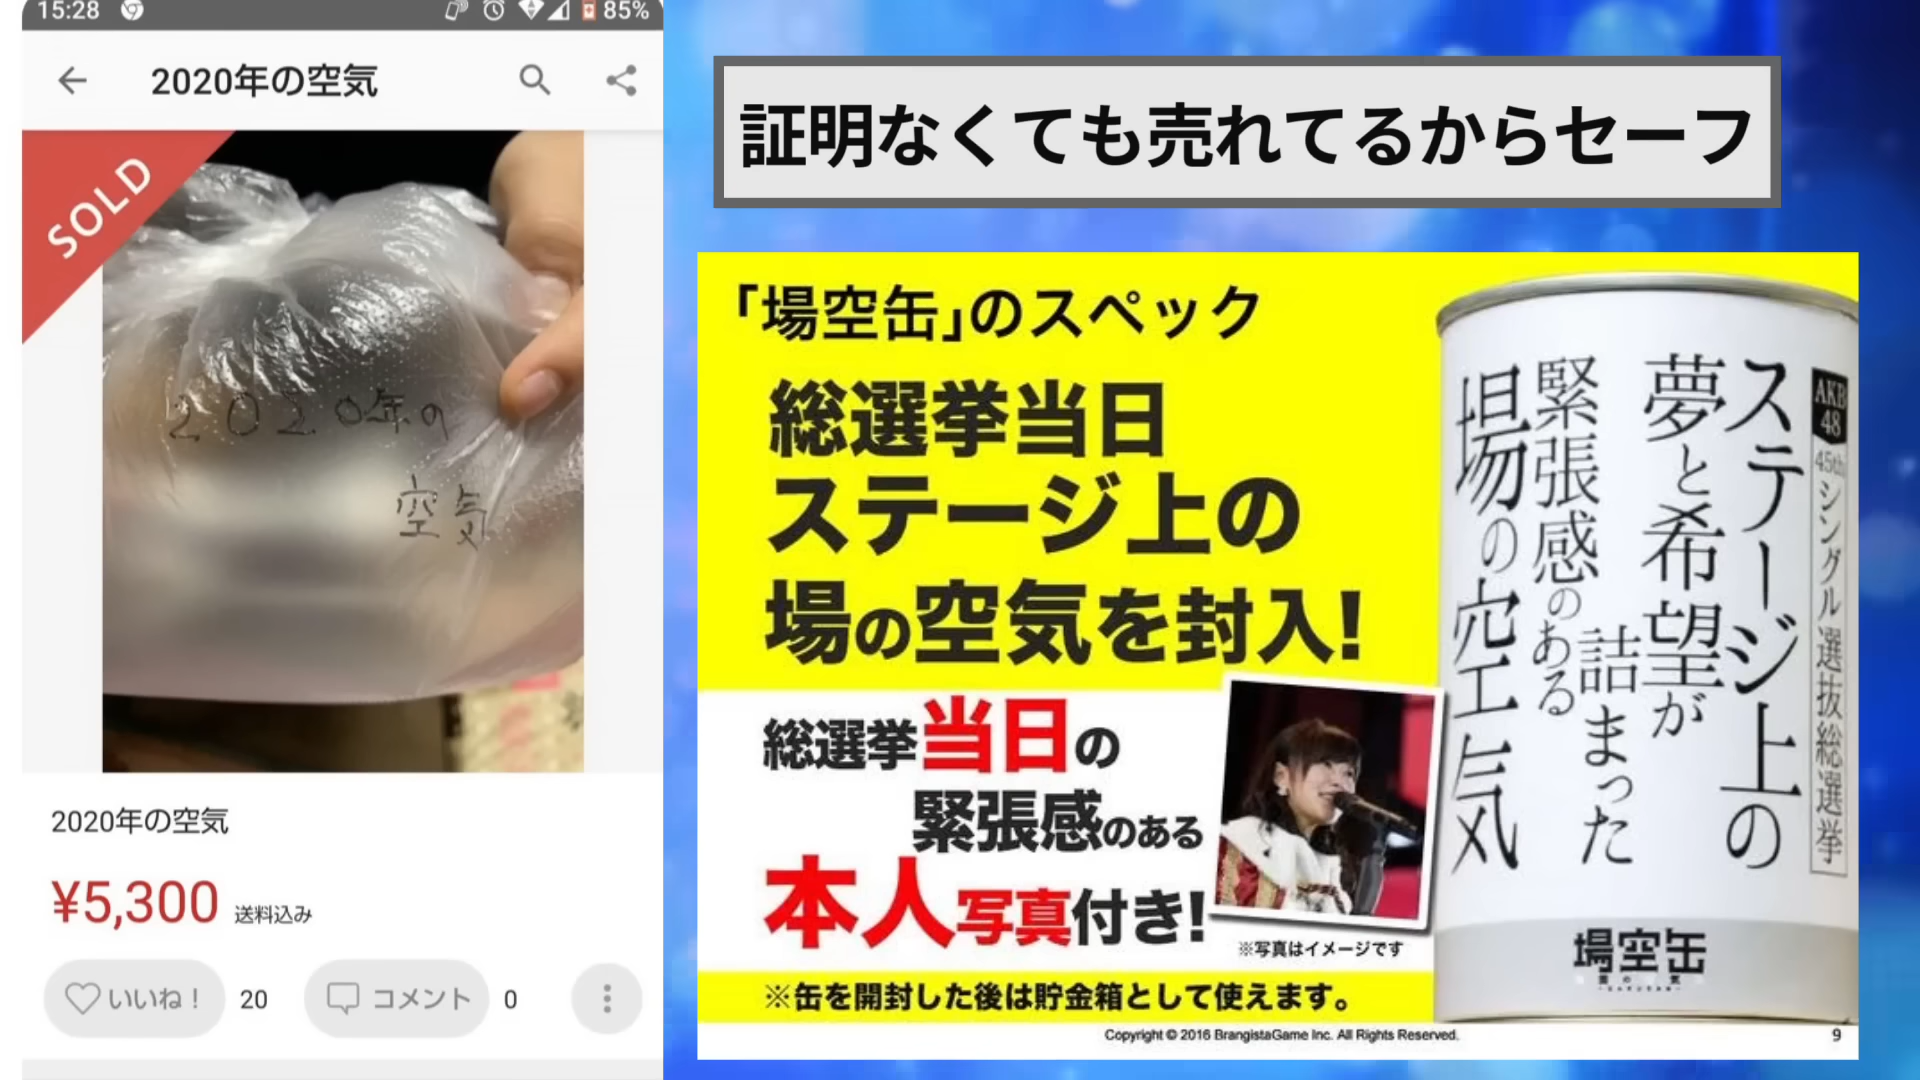 15:28
85%
2020年の空気
SOLD
2020年の
空気
2020年の空気
¥5,300 送料込み
いいね！ 20 コメント 0
証明なくても売れてるからセーフ
「場空缶」のスペック
総選挙当日
ステージ上の
場の空気を封入!
総選挙当日の
緊張感のある
本人写真付き!
※写真はイメージです
※缶を開封した後は貯金箱として使えます。
AKB
48
45thシングル選抜総選挙
ステージ上の
夢と希望が
詰まった
緊張感のある
場の空気
場空缶
Copyright © 2016 BrangistaGame Inc. All Rights Reserved.
9